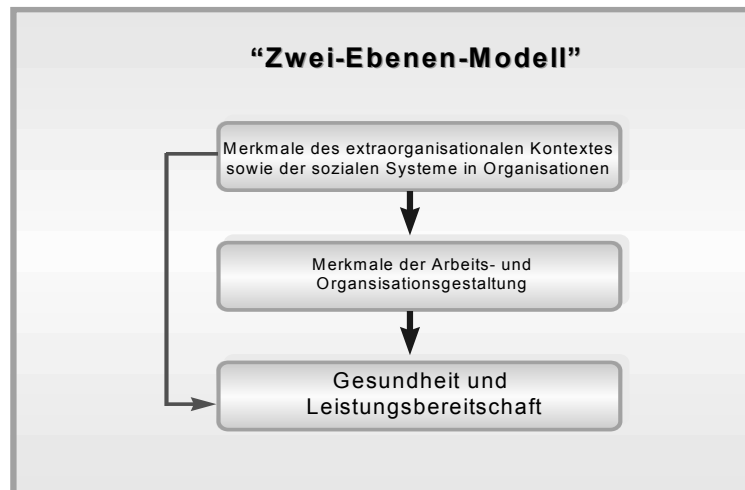 “Zwei-Ebenen-Modell”
Merkmale des extraorganisationalen Kontextes
sowie der sozialen Systeme in Organisationen
Merkmale der Arbeits- und
Organsisationsgestaltung
Gesundheit und
Leistungsbereitschaft